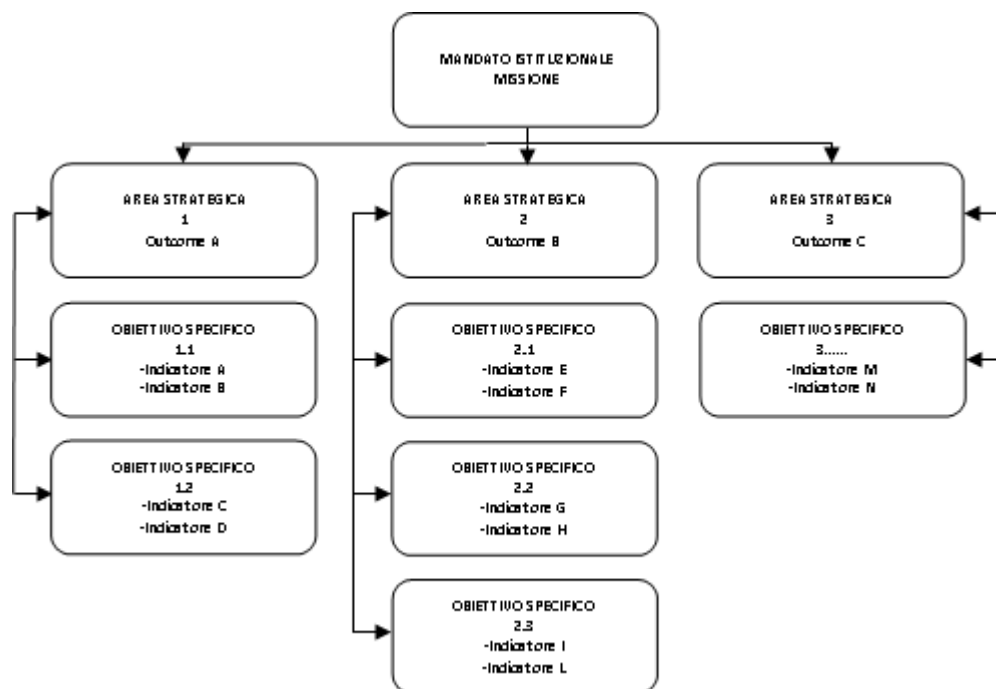 MANDATO ISTITUZIONALE
MISSIONE
AREA STRATEGICA
1
Outcome A
AREA STRATEGICA
2
Outcome B
AREA STRATEGICA
3
Outcome C
OBIETTIVO SPECIFICO
1.1
-Indicatore A
-Indicatore B
OBIETTIVO SPECIFICO
2.1
-Indicatore E
-Indicatore F
OBIETTIVO SPECIFICO
3......
-Indicatore M
-Indicatore N
OBIETTIVO SPECIFICO
1.2
-Indicatore C
-Indicatore D
OBIETTIVO SPECIFICO
2.2
-Indicatore G
-Indicatore H
OBIETTIVO SPECIFICO
2.3
-Indicatore I
-Indicatore L